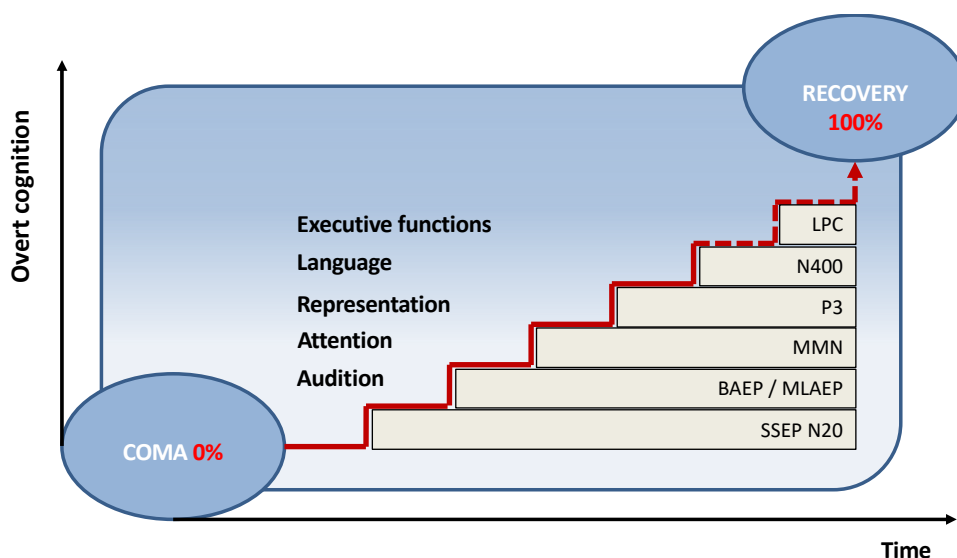 Overt cognition
RECOVERY
100%
Executive functions
LPC
Language
N400
Representation
P3
Attention
MMN
Audition
BAEP / MLAEP
SSEP N20
COMA 0%
Time